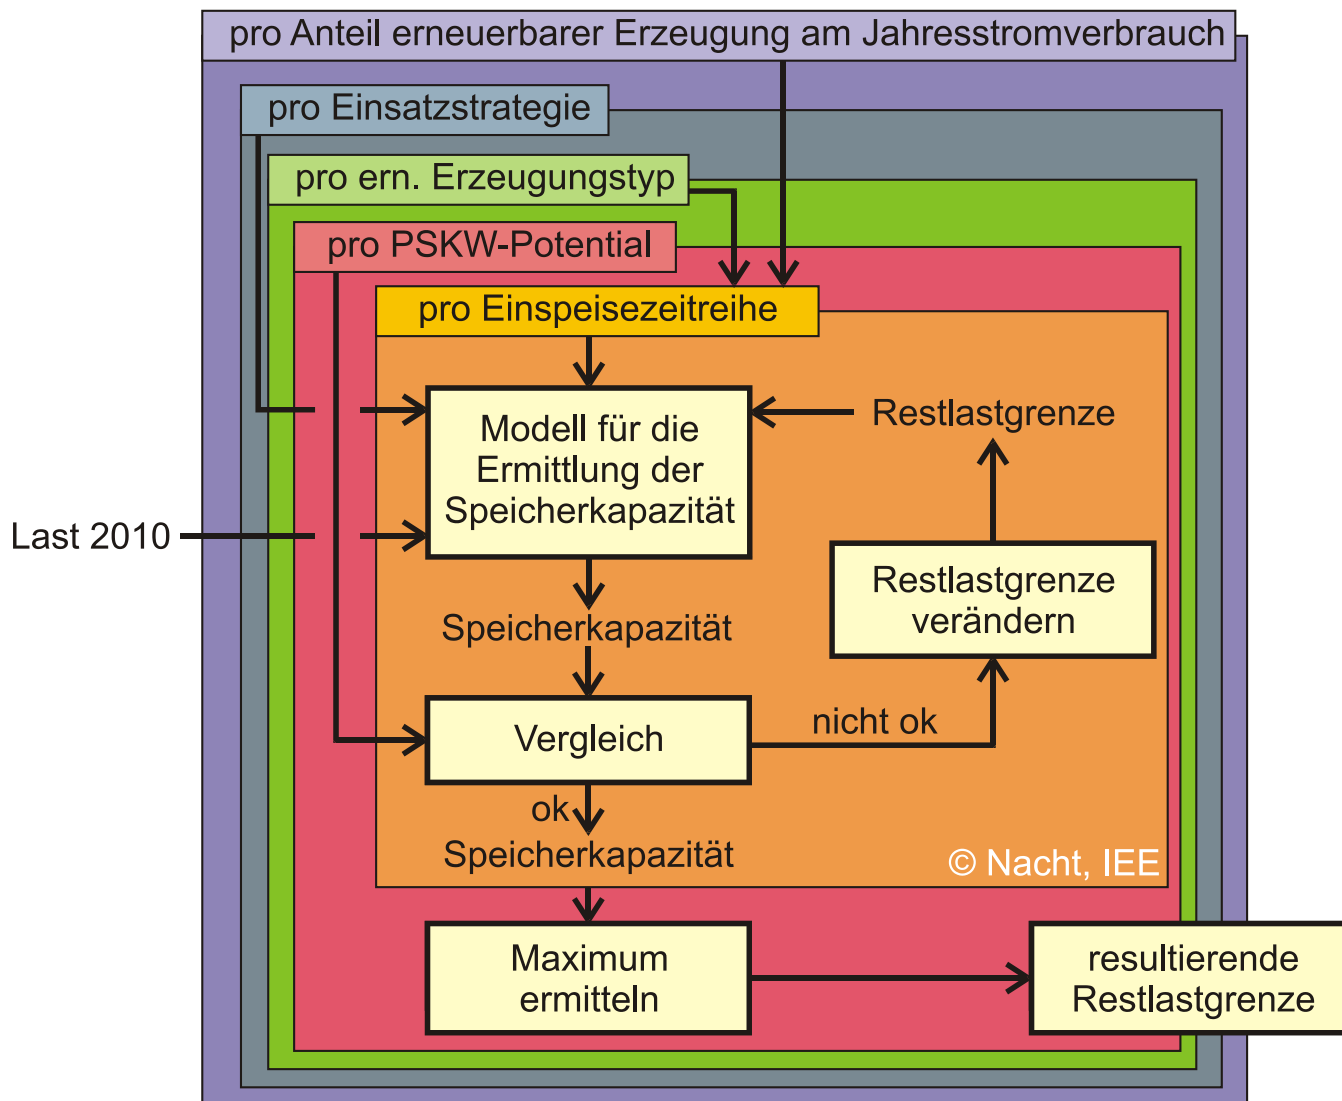 pro Anteil erneuerbarer Erzeugung am Jahresstromverbrauch
pro Einsatzstrategie
pro ern. Erzeugungstyp
pro PSKW-Potential
pro Einspeisezeitreihe
Modell für die
Ermittlung der
Speicherkapazität
Restlastgrenze
Last 2010
Restlastgrenze
verändern
Speicherkapazität
Vergleich
nicht ok
ok
Speicherkapazität
© Nacht, IEE
Maximum
ermitteln
resultierende
Restlastgrenze